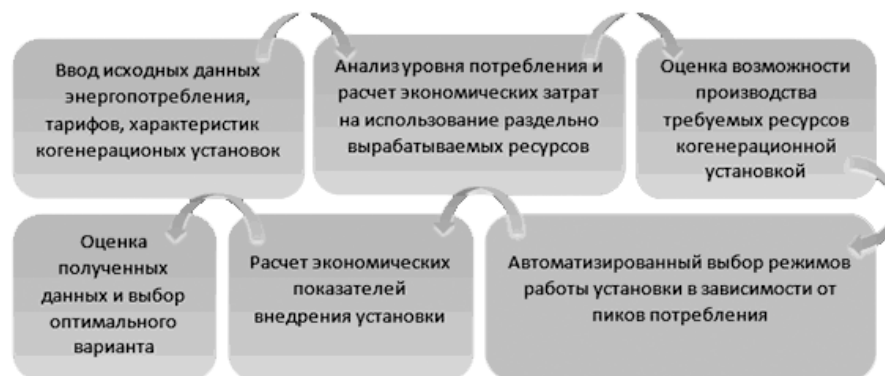 Ввод исходных данных
энергопотребления,
тарифов, характеристик
когенерационых установок
Анализ уровня потребления и
расчет экономических затрат
на использование раздельно
вырабатываемых ресурсов
Оценка возможности
производства
требуемых ресурсов
когенерационной
установкой
Автоматизированный выбор режимов
работы установки в зависимости от
пиков потребления
Расчет экономических
показателей
внедрения установки
Оценка
полученных
данных и выбор
оптимального
варианта